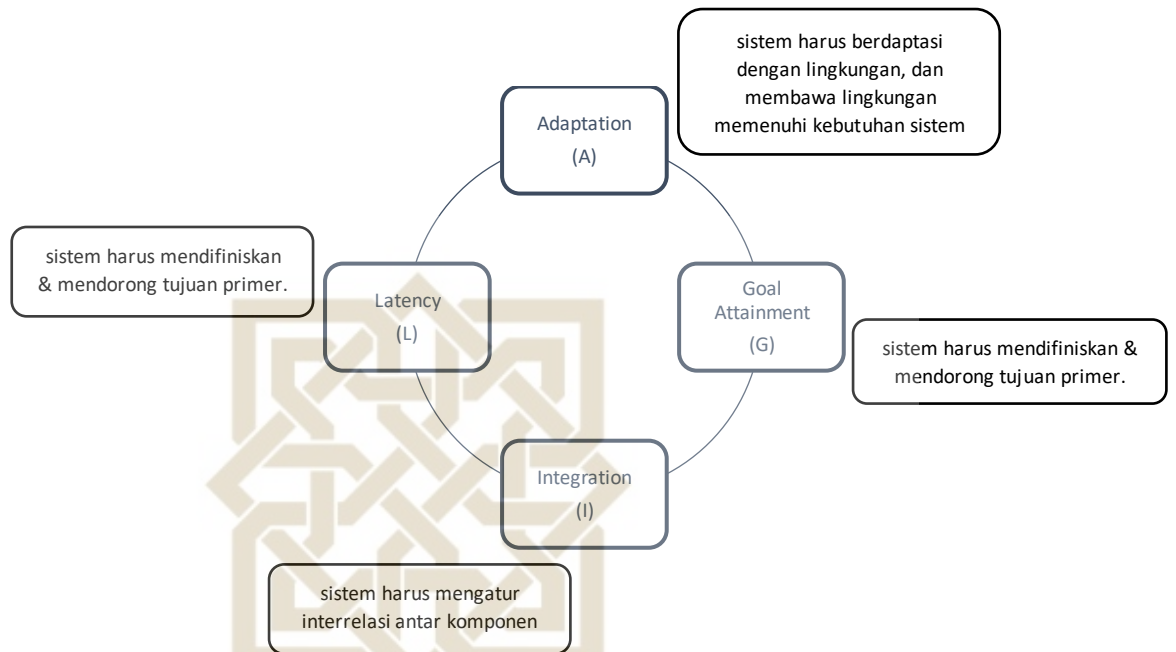 sistem harus berdaptasi
dengan lingkungan, dan
membawa lingkungan
memenuhi kebutuhan sistem
Adaptation
(A)
sistem harus mendifiniskan
& mendorong tujuan primer.
Latency
(L)
Goal
Attainment
(G)
sistem harus mendifiniskan &
mendorong tujuan primer.
Integration
(I)
sistem harus mengatur
interrelasi antar komponen